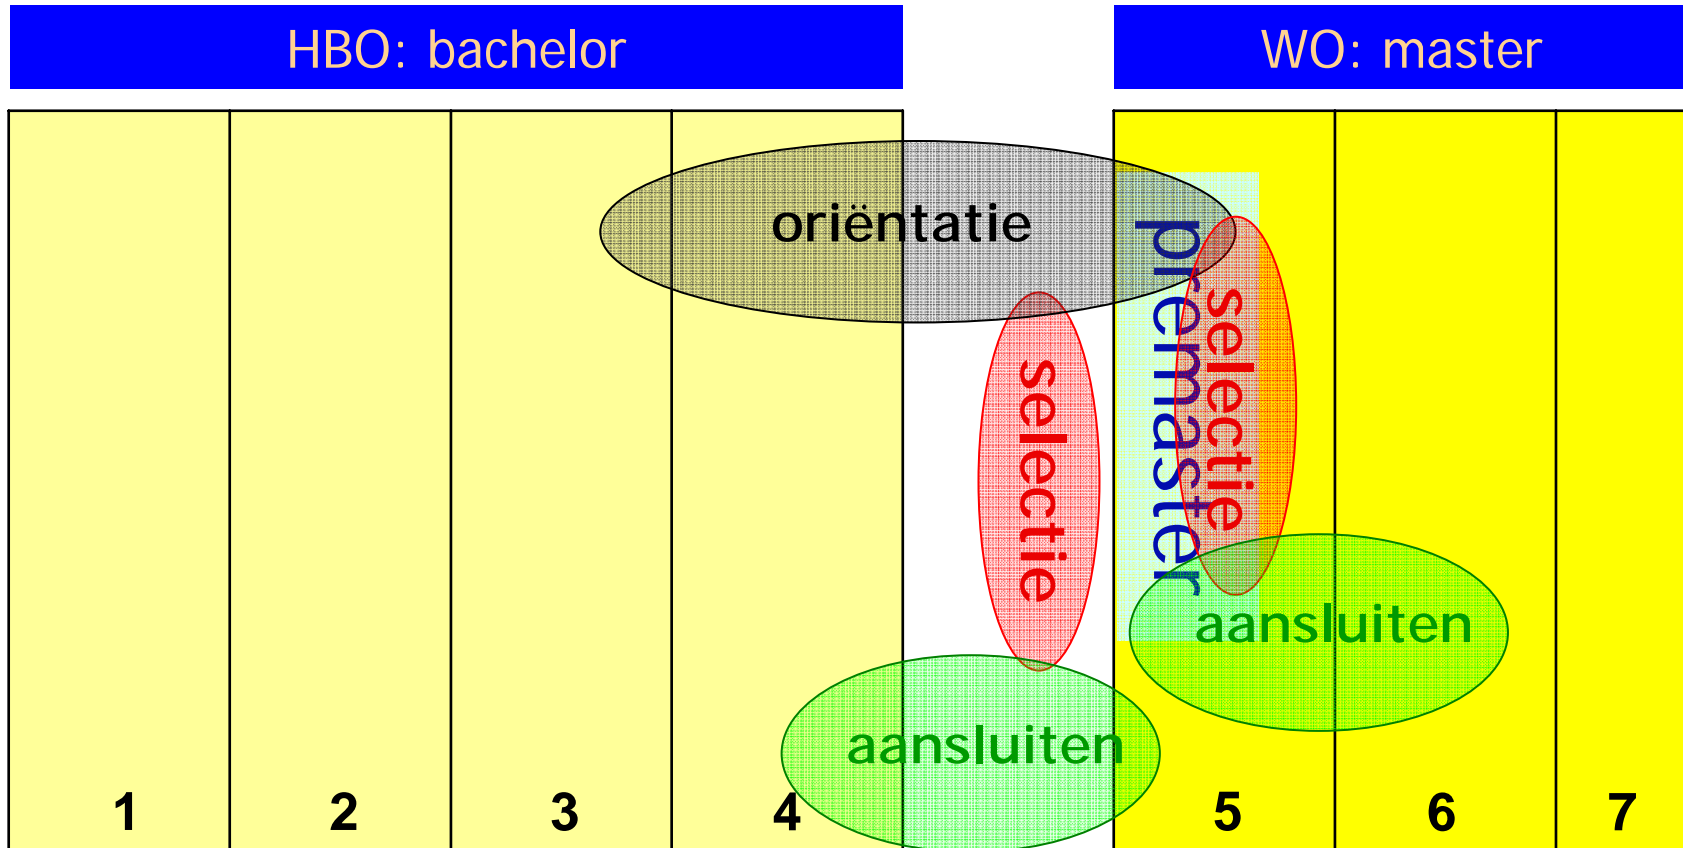 HBO: bachelor
WO: master
oriëntatie
premaster
selectie
selectie
aansluiten
aansluiten
1 2 3 4 5 6 7